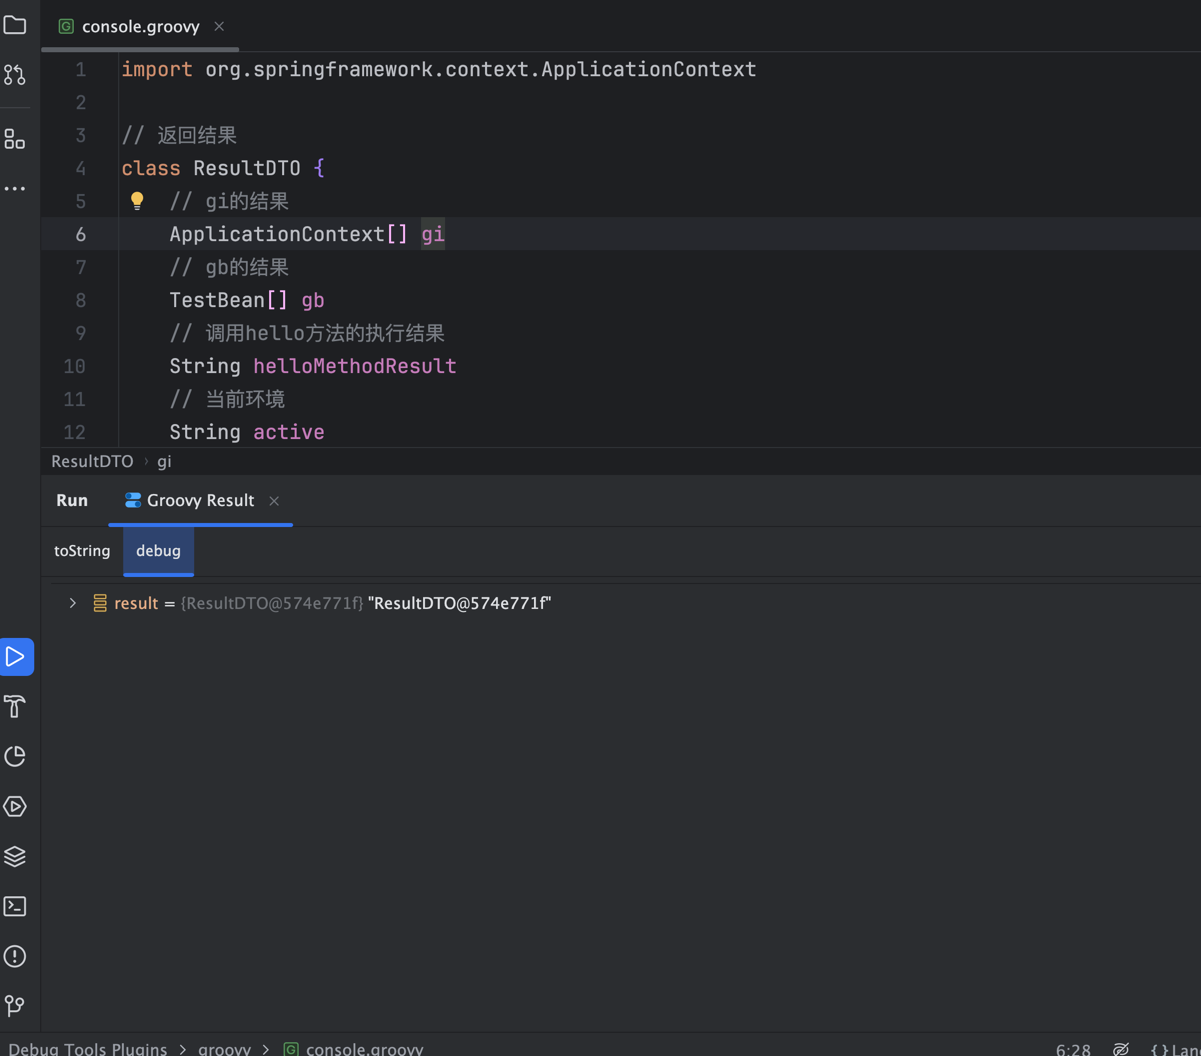 console.groovy
1 import org.springframework.context.ApplicationContext
2
3 // 返回结果
4 class ResultDTO {
5 // gi的结果
6 ApplicationContext[] gi
7 // gb的结果
8 TestBean[] gb
9 // 调用hello方法的执行结果
10 String helloMethodResult
11 // 当前环境
12 String active
ResultDTO › gi
Run Groovy Result
toString debug
result = {ResultDTO@574e771f} "ResultDTO@574e771f"
Debug Tools Plugins > groovy > console.groovy 6:28 {} Lan